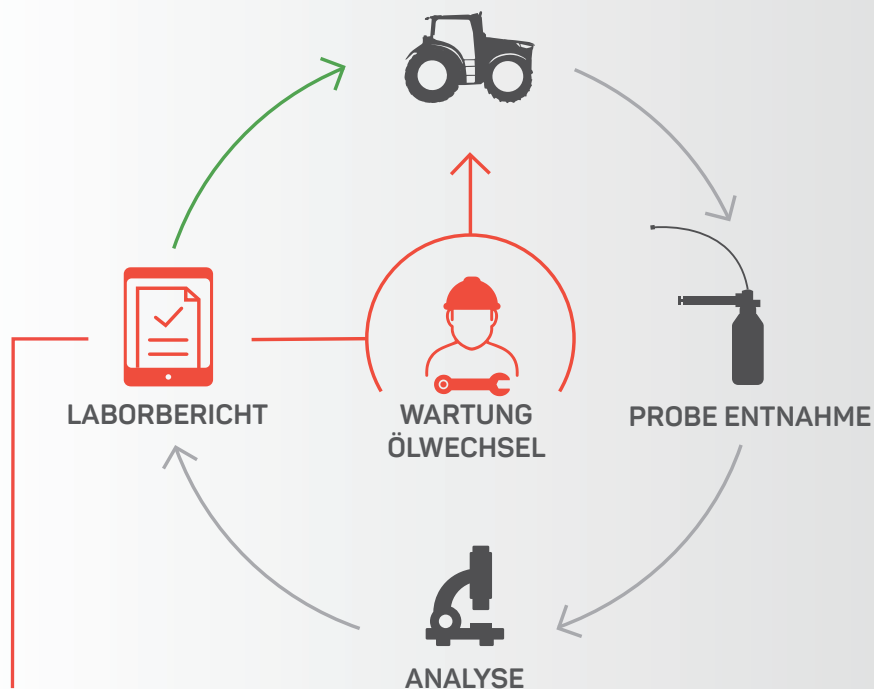 LABORBERICHT
WARTUNG
ÖLWECHSEL
PROBE ENTNAHME
ANALYSE